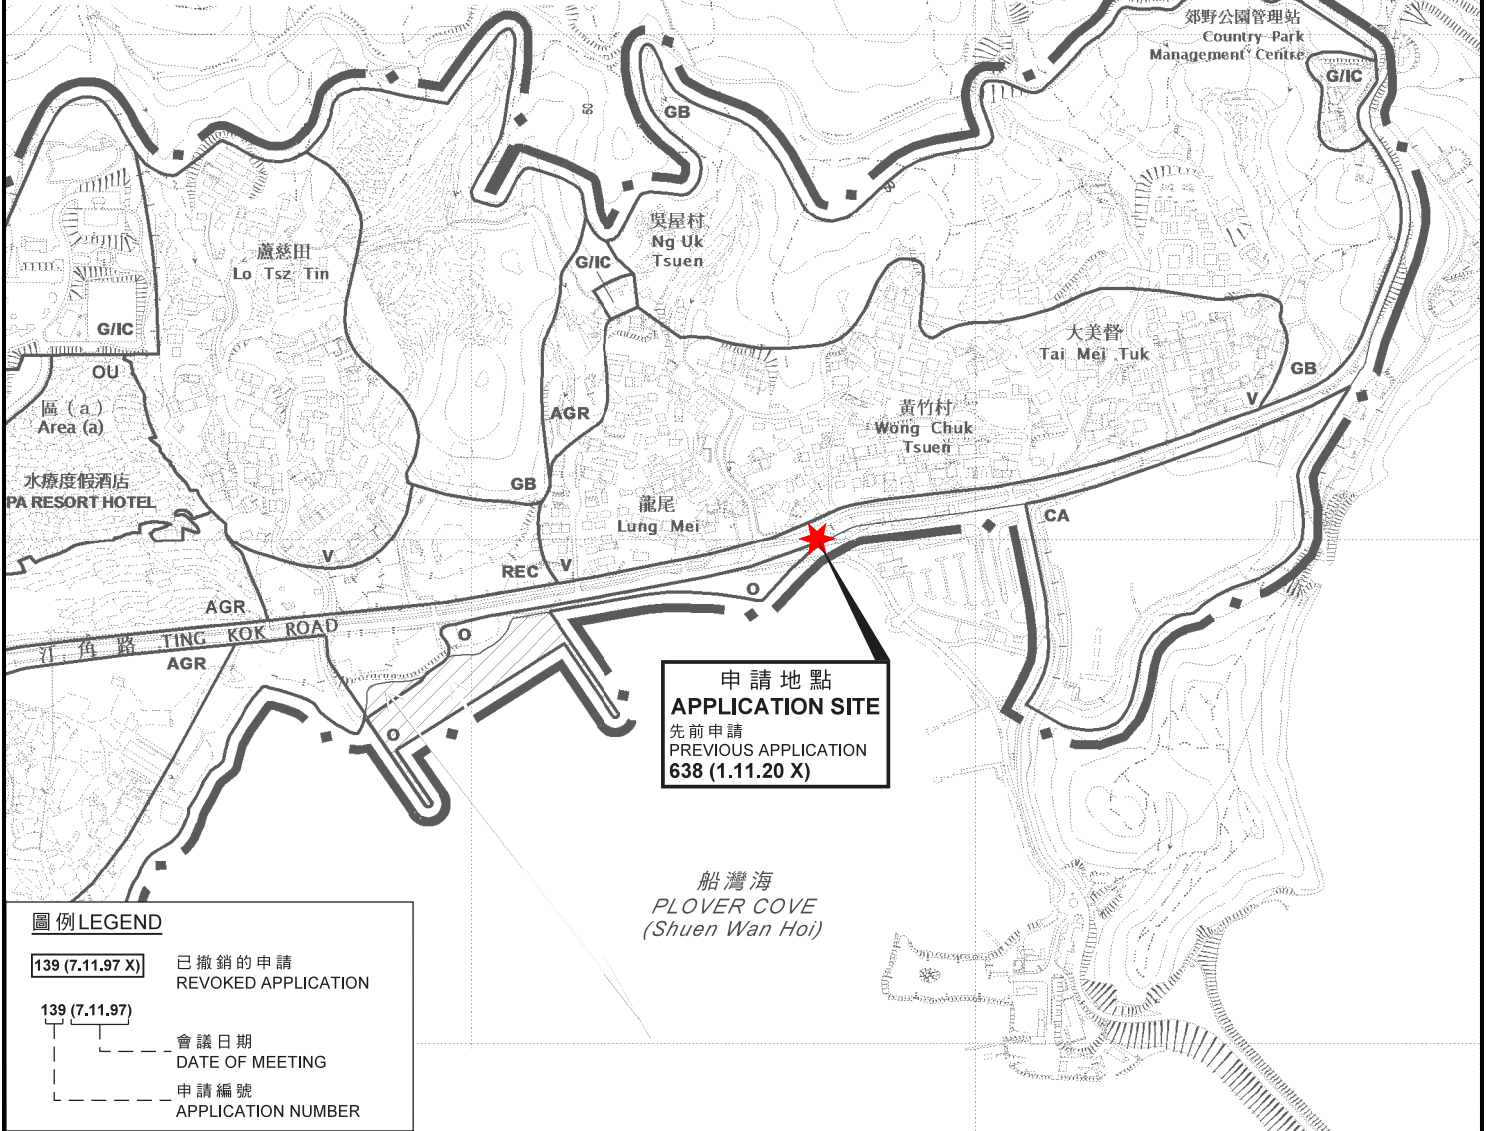 郊野公園管理站
Country Park
Management Centre
G/IC
GB
50
50
吳屋村
Ng Uk
Tsuen
蘆慈田
Lo Tsz Tin
G/IC
G/IC
大美督
Tai Mei Tuk
OU
GB
區 (a)
Area (a)
AGR
黃竹村
Wong Chuk
Tsuen
V
水療度假酒店
PA RESORT HOTEL
GB
龍尾
Lung Mei
CA
V
REC
V
O
AGR
汀角路 TING KOK ROAD
O
AGR
O
申請地點
APPLICATION SITE
先前申請
PREVIOUS APPLICATION
638 (1.11.20 X)
船灣海
PLOVER COVE
(Shuen Wan Hoi)
圖例 LEGEND
139 (7.11.97 X)
已撤銷的申請
REVOKED APPLICATION
139 (7.11.97)
會議日期
DATE OF MEETING
申請編號
APPLICATION NUMBER